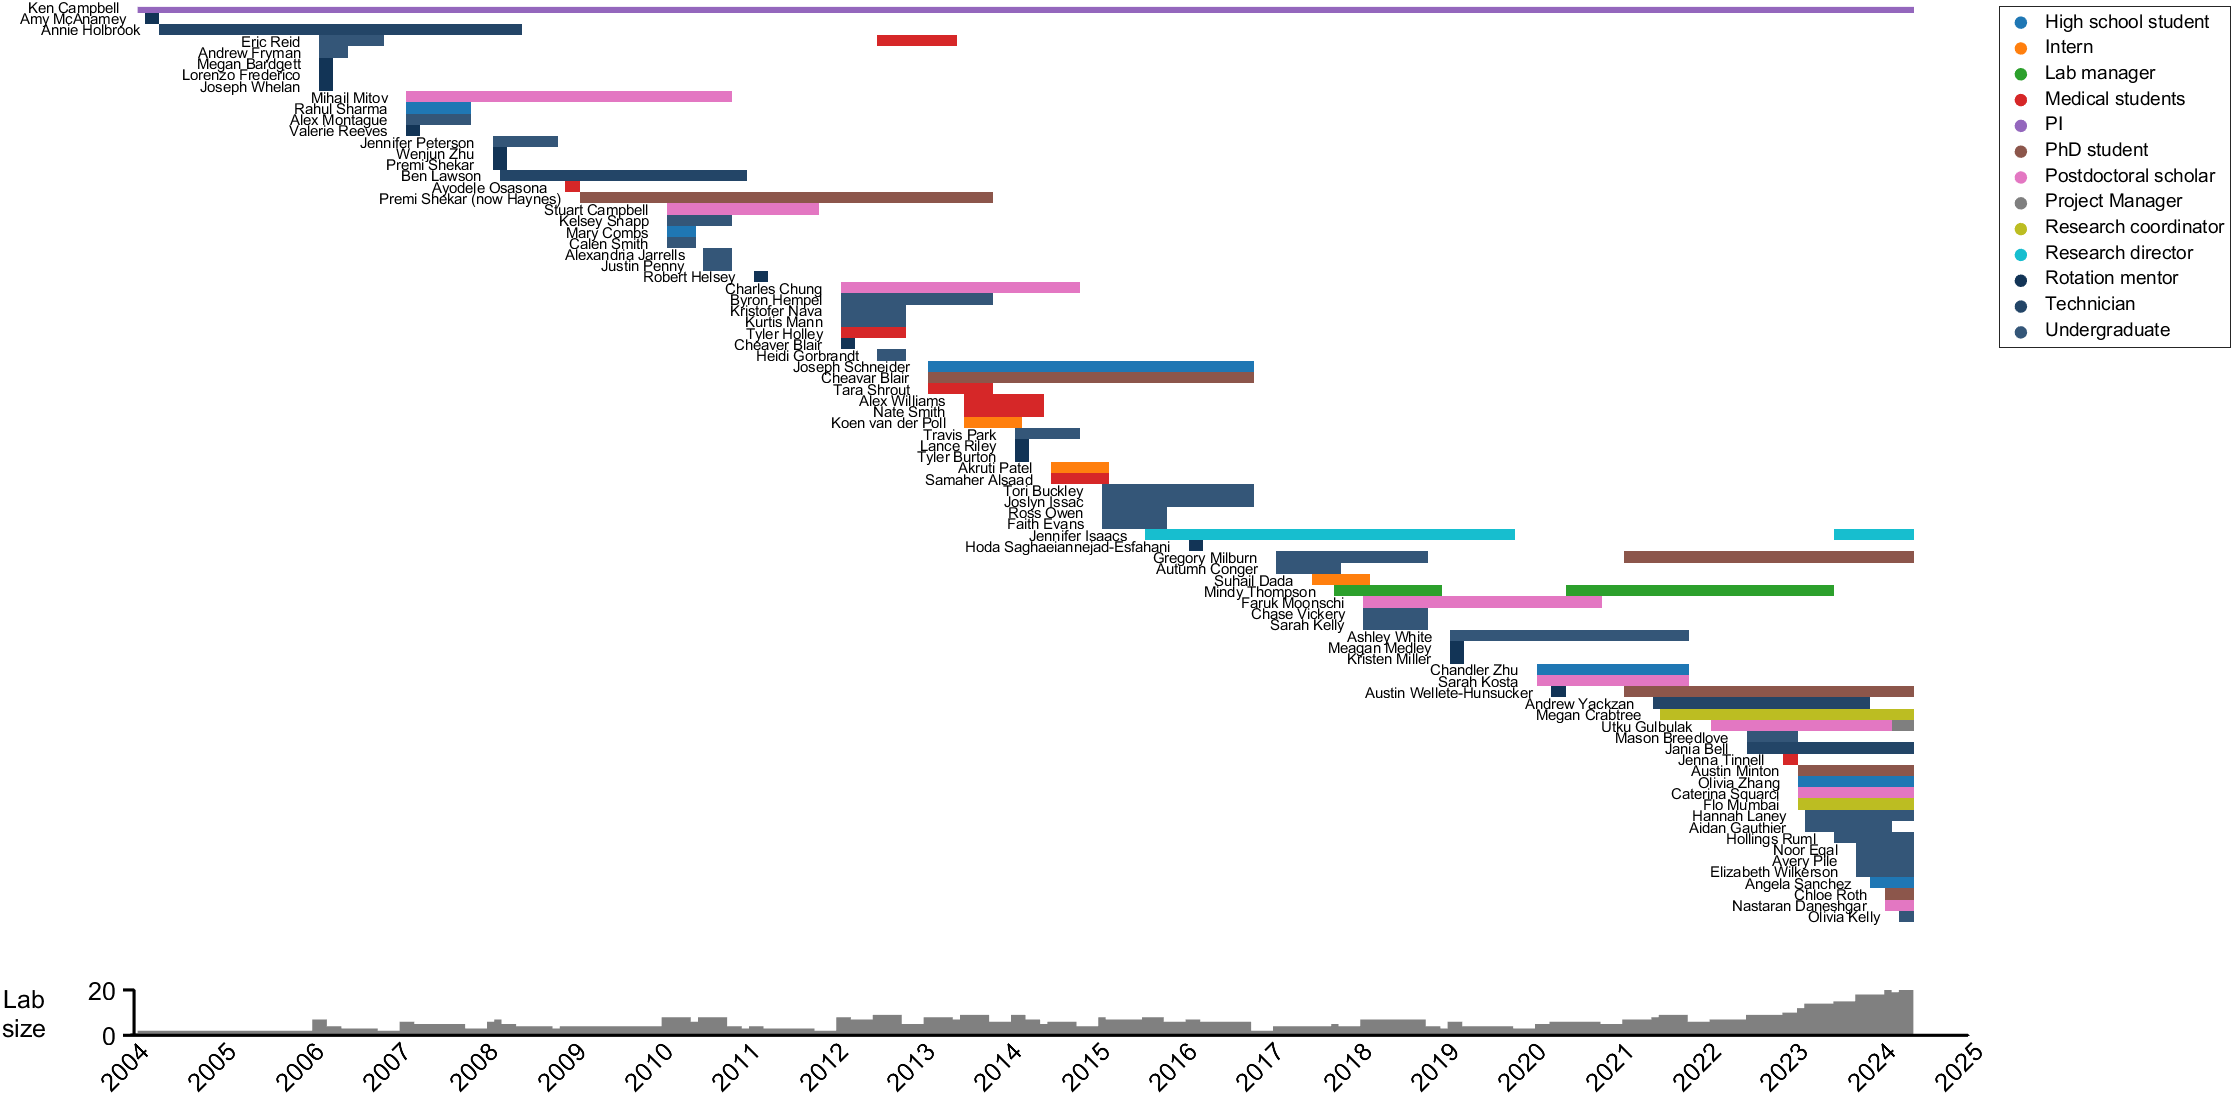 Ken Campbell
Amy McAnamey
Annie Holbrook
Eric Reid
Andrew Fryman
Megan Bardgett
Lorenzo Frederico
Joseph Whelan
Mihail Mitov
Rahul Sharma
Alex Montague
Valerie Reeves
Jennifer Peterson
Wenjun Zhu
Premi Shekar
Ben Lawson
Ayodele Osasona
Premi Shekar (now Haynes)
Stuart Campbell
Kelsey Snapp
Mary Combs
Calen Smith
Alexandria Jarrells
Justin Penny
Robert Helsey
Charles Chung
Byron Hempel
Kristofer Nava
Kurtis Mann
Tyler Holley
Cheaver Blair
Heidi Gorbrandt
Joseph Schneider
Cheavar Blair
Tara Shrout
Alex Williams
Nate Smith
Koen van der Poll
Travis Park
Lance Riley
Tyler Burton
Akruti Patel
Samaher Alsaad
Tori Buckley
Joslyn Issac
Ross Owen
Faith Evans
Jennifer Isaacs
Hoda Saghaeiannejad-Esfahani
Gregory Milburn
Autumn Conger
Suhail Dada
Mindy Thompson
Faruk Moonschi
Chase Vickery
Sarah Kelly
Ashley White
Meagan Medley
Kristen Miller
Chandler Zhu
Sarah Kosta
Austin Wellete-Hunsucker
Andrew Yackzan
Megan Crabtree
Utku Gulbulak
Mason Breedlove
Jania Bell
Jenna Tinnell
Austin Minton
Olivia Zhang
Caterina Squarci
Flo Mumbai
Hannah Laney
Aidan Gauthier
Hollings Ruml
Noor Egal
Avery Pile
Elizabeth Wilkerson
Angela Sanchez
Chloe Roth
Nastaran Daneshgar
Olivia Kelly
High school student
Intern
Lab manager
Medical students
PI
PhD student
Postdoctoral scholar
Project Manager
Research coordinator
Research director
Rotation mentor
Technician
Undergraduate
Lab
size
20
0
2004
2005
2006
2007
2008
2009
2010
2011
2012
2013
2014
2015
2016
2017
2018
2019
2020
2021
2022
2023
2024
2025